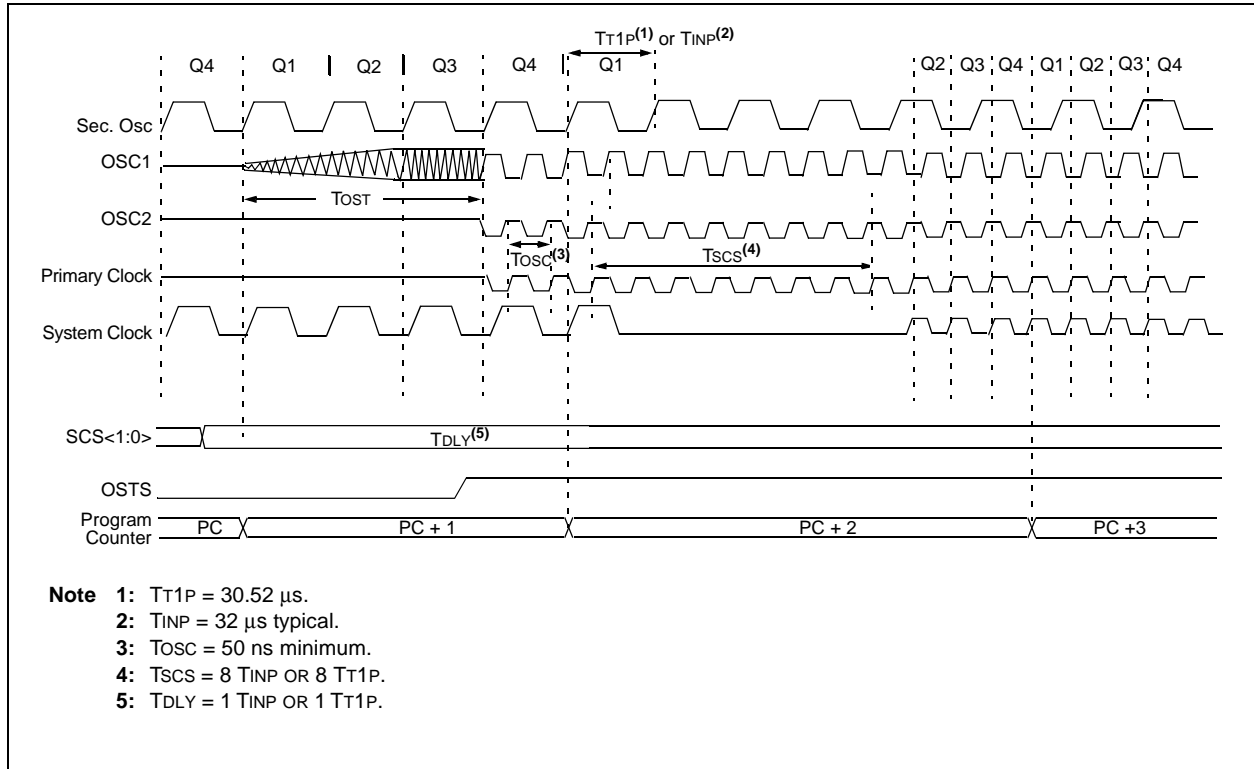 TT1P(1) or TINP(2)
Q4 Q1 Q2 Q3 Q4 Q1 Q2 Q3 Q4 Q1 Q2 Q3 Q4
Sec. Osc
OSC1
TOST
OSC2
TOSC(3)
TSCS(4)
Primary Clock
System Clock
SCS<1:0>
TDLY(5)
OSTS
Program
Counter
PC PC + 1 PC + 2 PC +3
Note 1: TT1P = 30.52 μs.
2: TINP = 32 μs typical.
3: TOSC = 50 ns minimum.
4: TSCS = 8 TINP OR 8 TT1P.
5: TDLY = 1 TINP OR 1 TT1P.